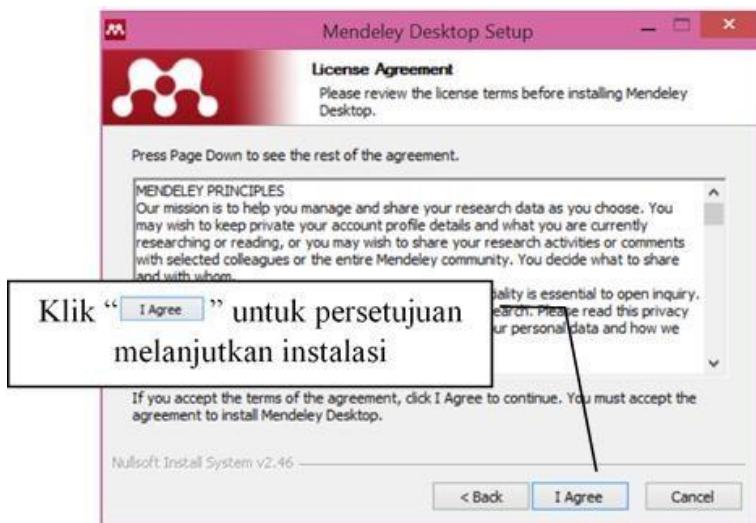 Mendeley Desktop Setup
License Agreement
Please review the license terms before installing Mendeley
Desktop.
Press Page Down to see the rest of the agreement.
MENDELEY PRINCIPLES
Our mission is to help you manage and share your research data as you choose. You
may wish to keep private your account profile details and what you are currently
researching or reading, or you may wish to share your research activities or comments
with selected colleagues or the entire Mendeley community. You decide what to share
and with whom.
is essential to open inquiry.
Please read this privacy
personal data and how we
Klik “ I Agree ” untuk persetujuan
melanjutkan instalasi
If you accept the terms of the agreement, click I Agree to continue. You must accept the
agreement to install Mendeley Desktop.
Nullsoft Install System v2.46
< Back I Agree Cancel